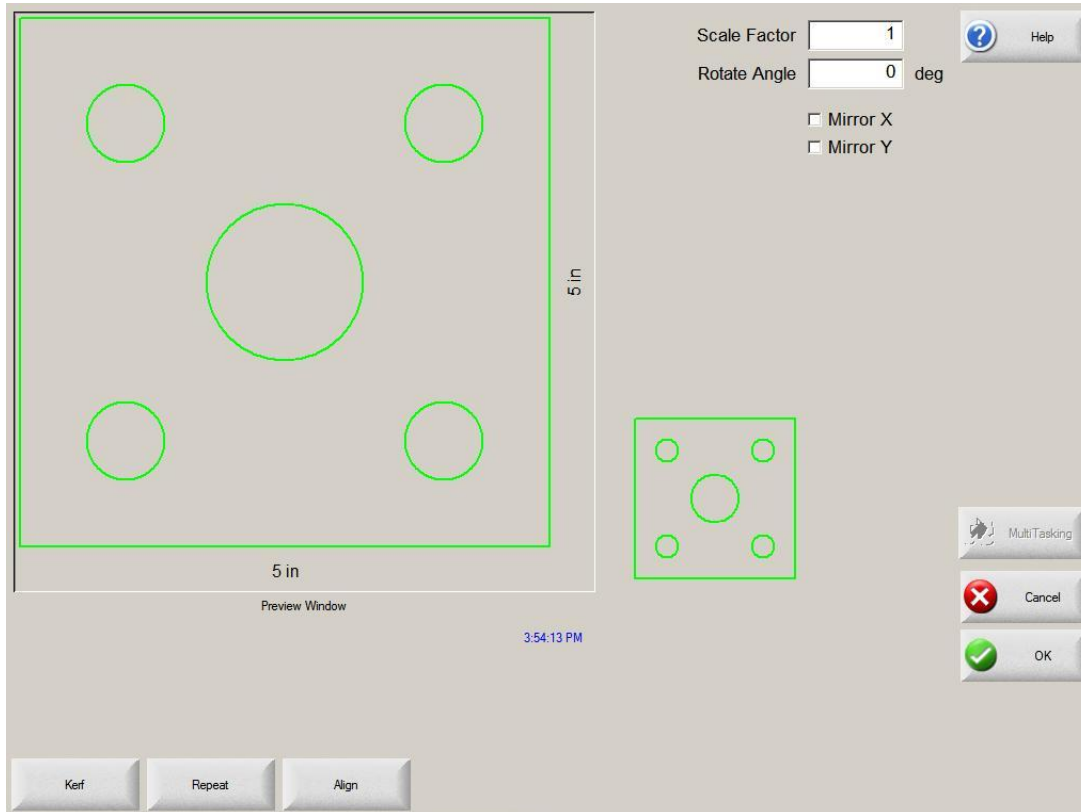 Scale Factor 1
Help
Rotate Angle 0 deg
Mirror X
Mirror Y
5 in
5 in
Preview Window
MultiTasking
Cancel
3:54:13 PM
OK
Kerf Repeat Align